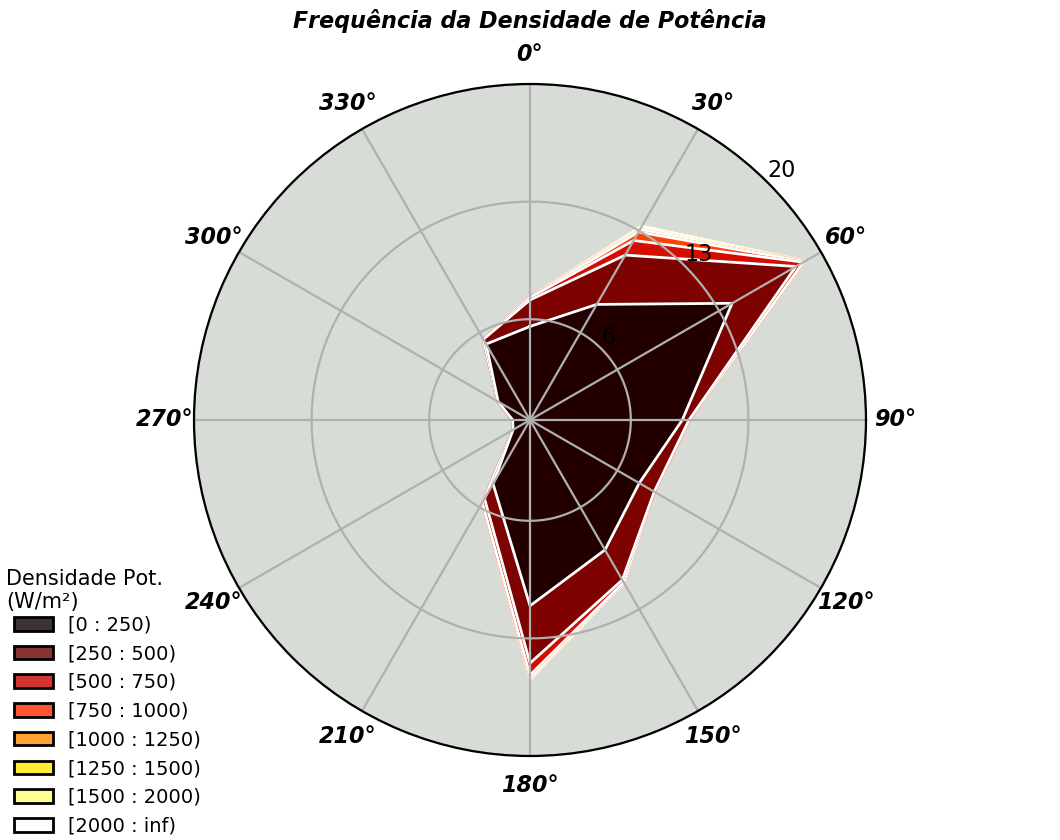 Frequência da Densidade de Potência
0°
330°
30°
20
300°
60°
13
6
270°
90°
240°
120°
210°
150°
180°
Densidade Pot.
(W/m²)
[0 : 250)
[250 : 500)
[500 : 750)
[750 : 1000)
[1000 : 1250)
[1250 : 1500)
[1500 : 2000)
[2000 : inf)